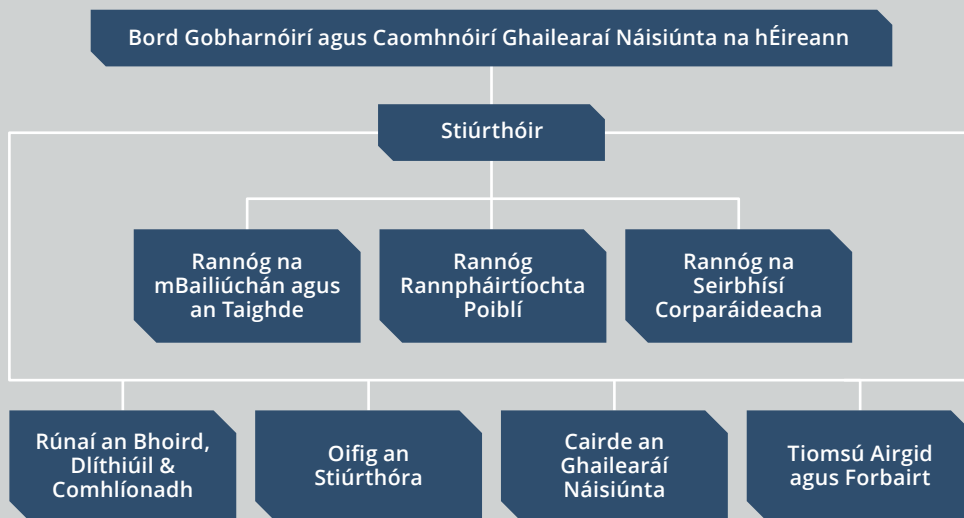 Bord Gobharnóirí agus Caomhnóirí Ghailearaí Náisiúnta na hÉireann
Stiúrthóir
Rannóg na
mBailiúchán agus
an Taighde
Rannóg
Rannpháirtíochta
Poiblí
Rannóg na
Seirbhísí
Corparáideacha
Rúnaí an Bhoird,
Dlíthiúil &
Comhlíonadh
Oifig an
Stiúrthóra
Cairde an
Ghailearáí
Náisiúnta
Tiomsú Airgid
agus Forbairt